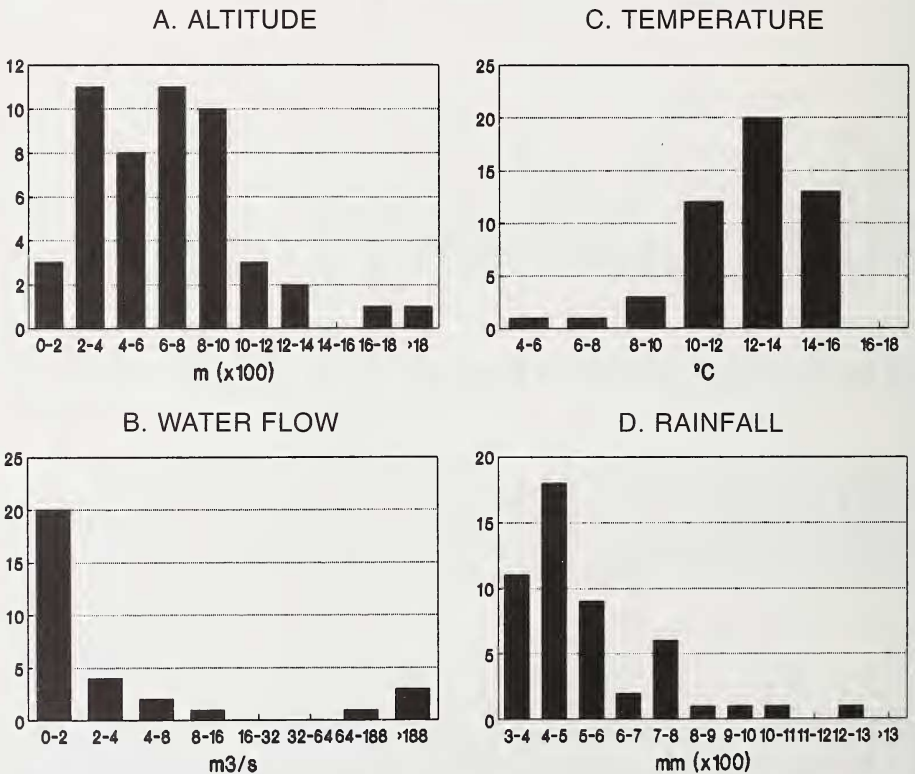 A. ALTITUDE
12
10
8
6
4
2
0
0-2 2-4 4-6 6-8 8-10 10-12 12-14 14-16 16-18 >18
m (x100)
C. TEMPERATURE
25
20
15
10
5
0
4-6 6-8 8-10 10-12 12-14 14-16 16-18
ºC
B. WATER FLOW
25
20
15
10
5
0
0-2 2-4 4-8 8-16 16-32 32-64 64-188 >188
m3/s
D. RAINFALL
20
15
10
5
0
3-4 4-5 5-6 6-7 7-8 8-9 9-10 10-11 11-12 12-13 >13
mm (x100)